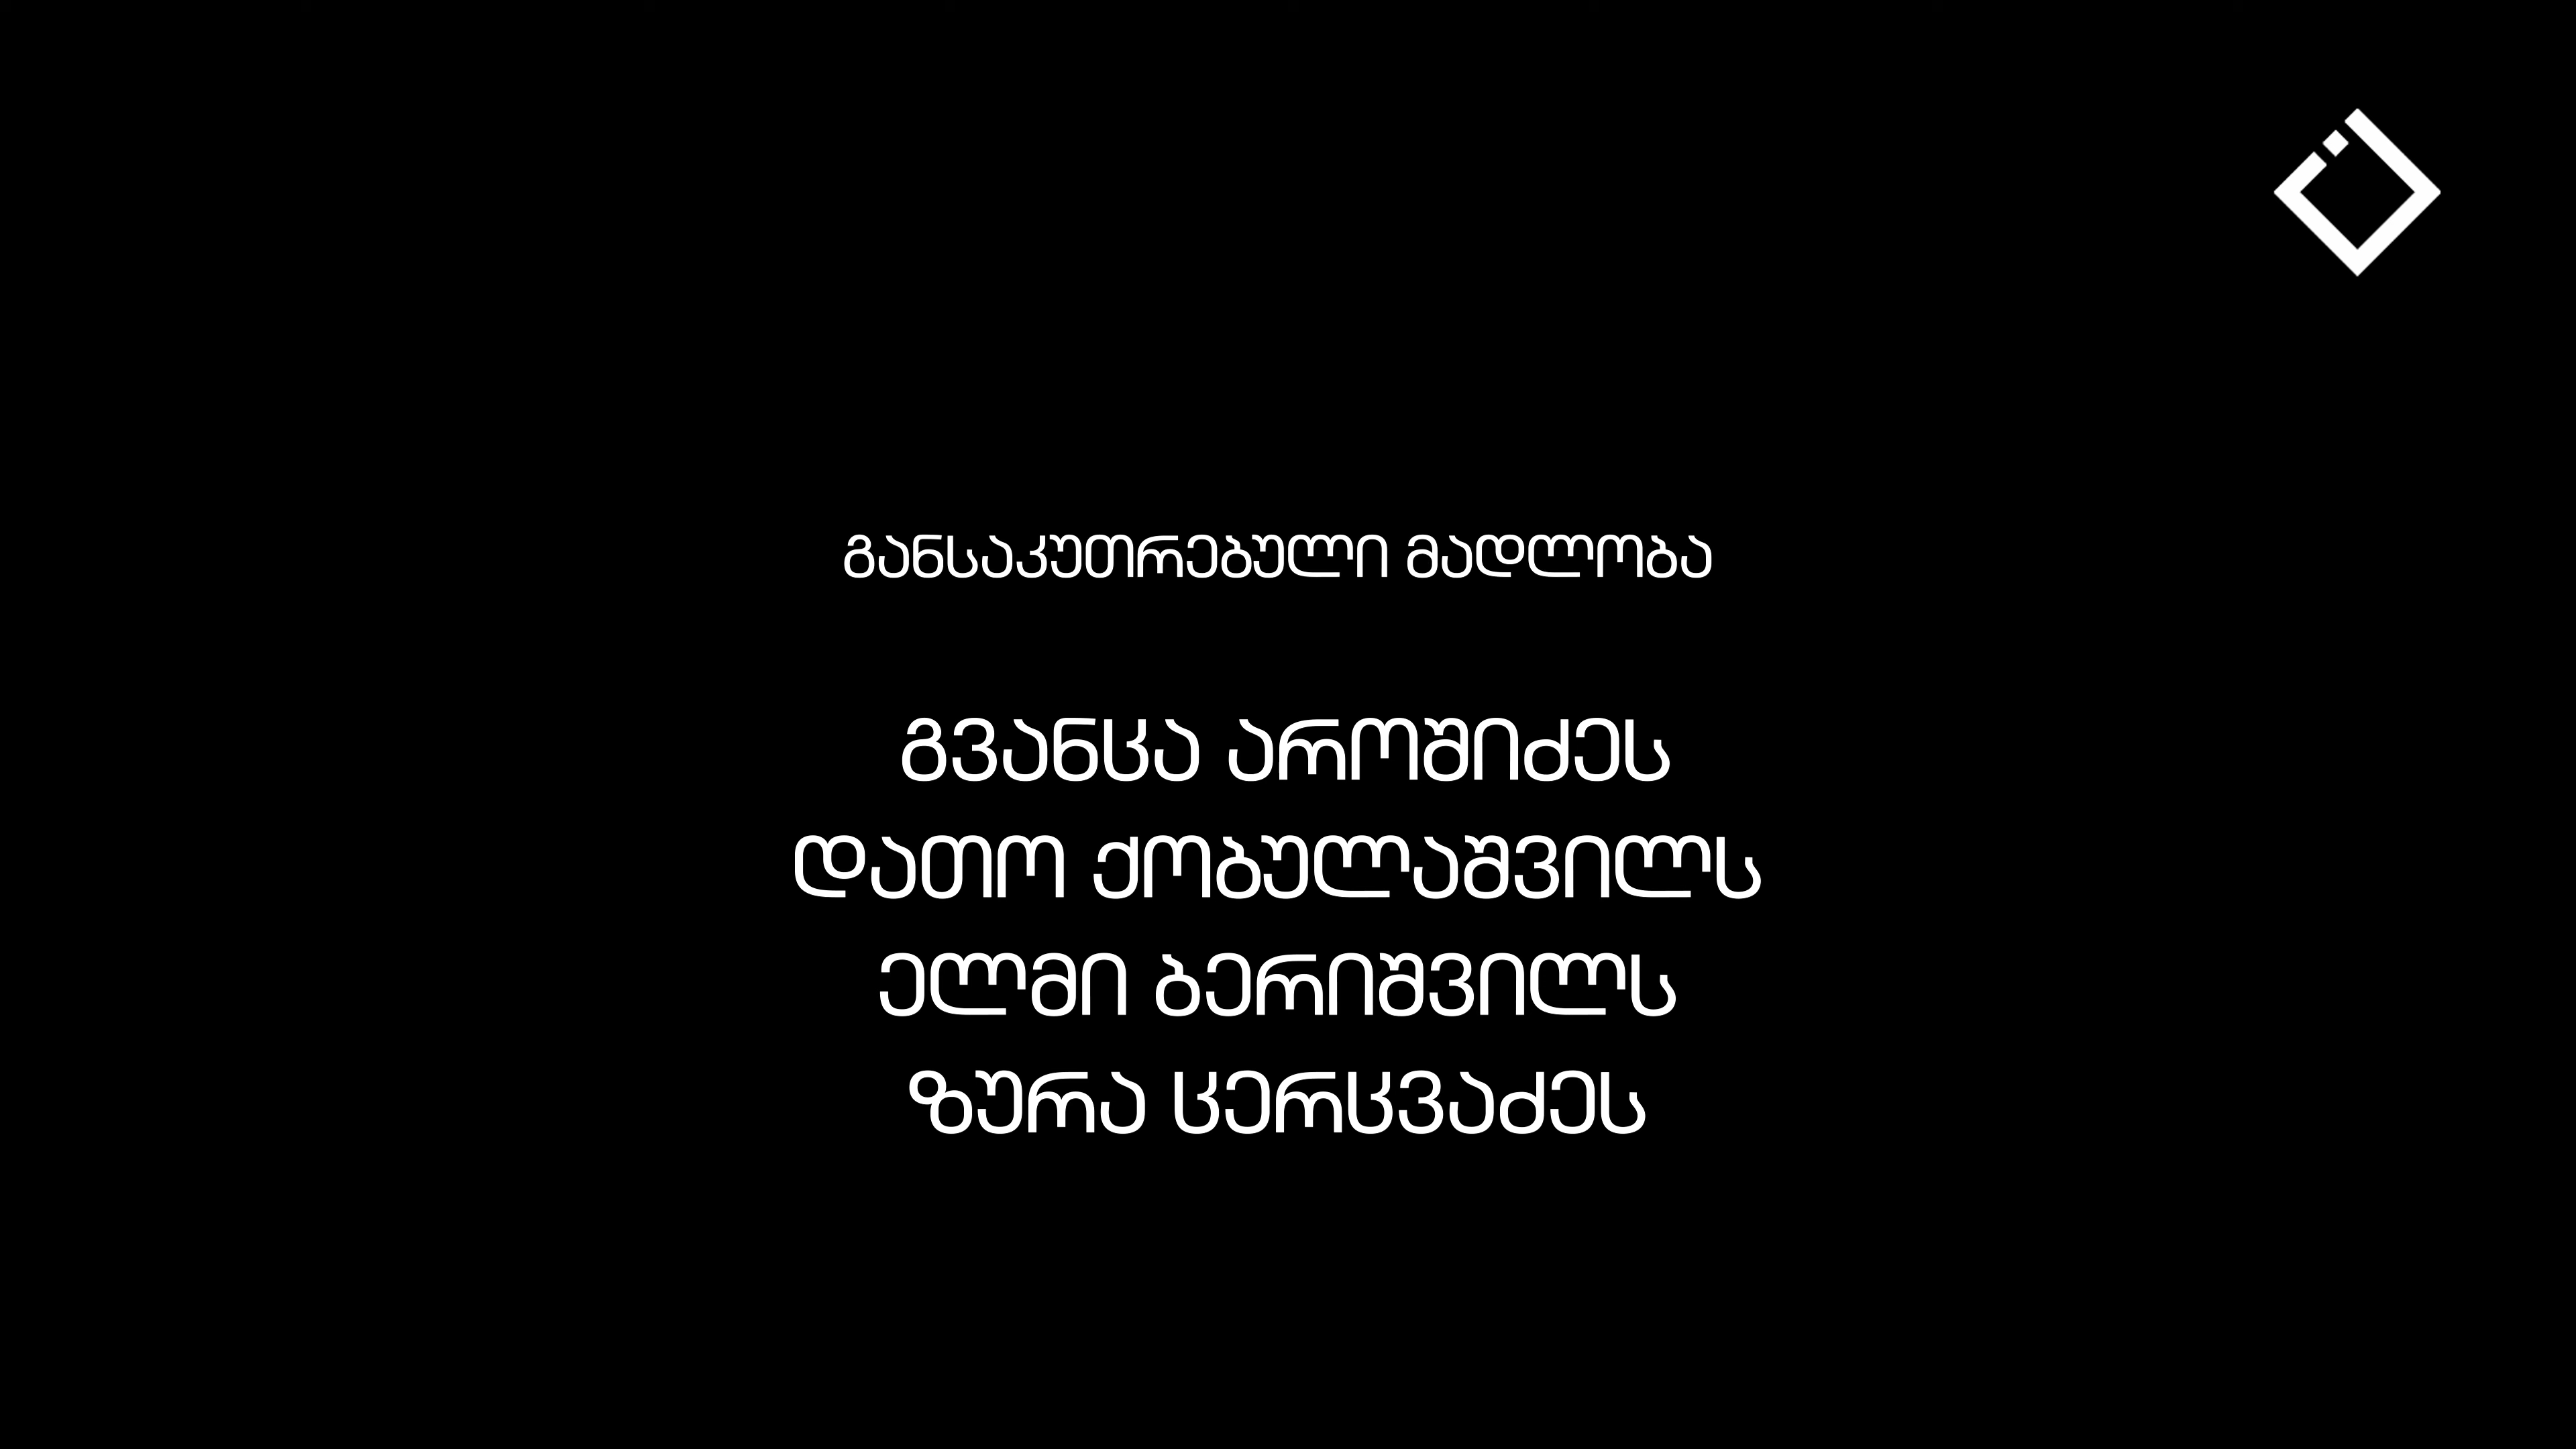 განსაკუთრებული მადლობა
გვანცა აროშიძეს
დათო ქობულაშვილს
ელმი ბერიშვილს
ზურა ცერცვაძეს